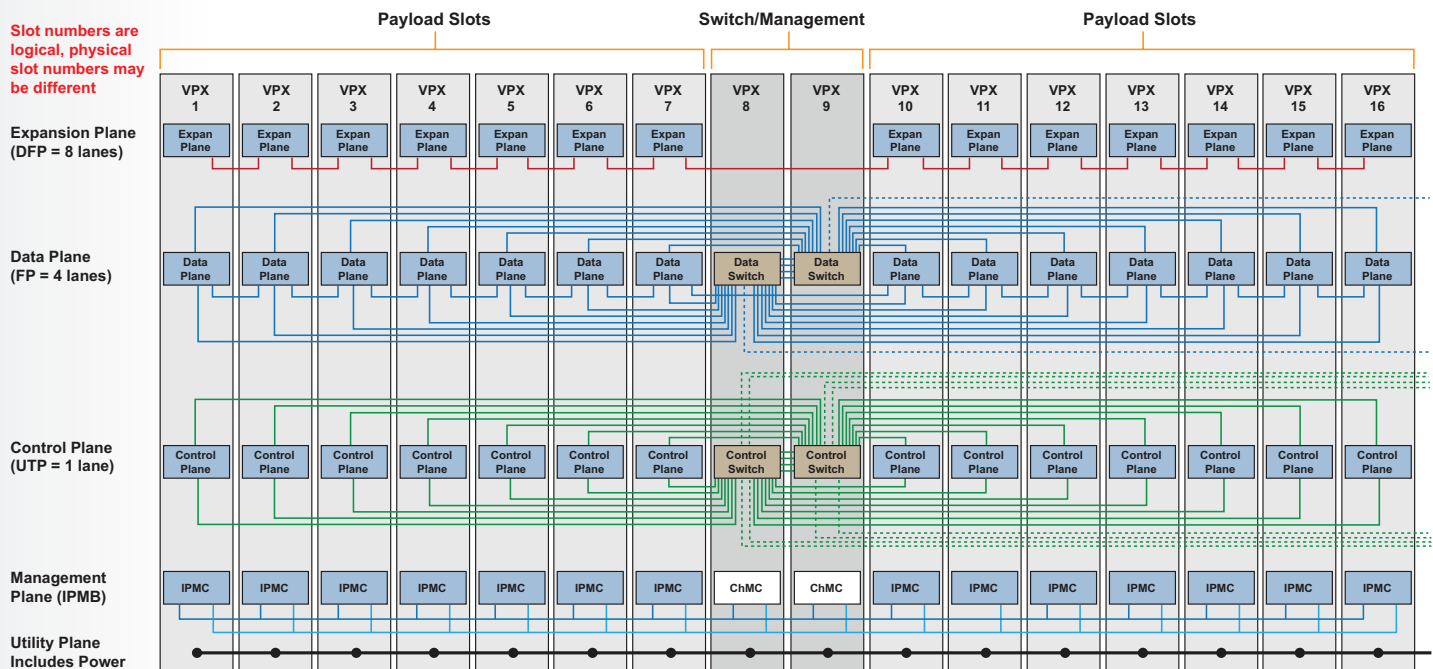 Payload Slots
Switch/Management
Payload Slots
Slot numbers are
logical, physical
slot numbers may
be different
VPX
1
VPX
2
VPX
3
VPX
4
VPX
5
VPX
6
VPX
7
VPX
8
VPX
9
VPX
10
VPX
11
VPX
12
VPX
13
VPX
14
VPX
15
VPX
16
Expansion Plane
(DFP = 8 lanes)
Expan
Plane
Expan
Plane
Expan
Plane
Expan
Plane
Expan
Plane
Expan
Plane
Expan
Plane
Expan
Plane
Expan
Plane
Expan
Plane
Expan
Plane
Expan
Plane
Expan
Plane
Expan
Plane
Data Plane
(FP = 4 lanes)
Data
Plane
Data
Plane
Data
Plane
Data
Plane
Data
Plane
Data
Plane
Data
Plane
Data
Switch
Data
Switch
Data
Plane
Data
Plane
Data
Plane
Data
Plane
Data
Plane
Data
Plane
Data
Plane
Control Plane
(UTP = 1 lane)
Control
Plane
Control
Plane
Control
Plane
Control
Plane
Control
Plane
Control
Plane
Control
Plane
Control
Switch
Control
Switch
Control
Plane
Control
Plane
Control
Plane
Control
Plane
Control
Plane
Control
Plane
Control
Plane
Management
Plane (IPMB)
IPMC
IPMC
IPMC
IPMC
IPMC
IPMC
IPMC
ChMC
ChMC
IPMC
IPMC
IPMC
IPMC
IPMC
IPMC
IPMC
Utility Plane
Includes Power